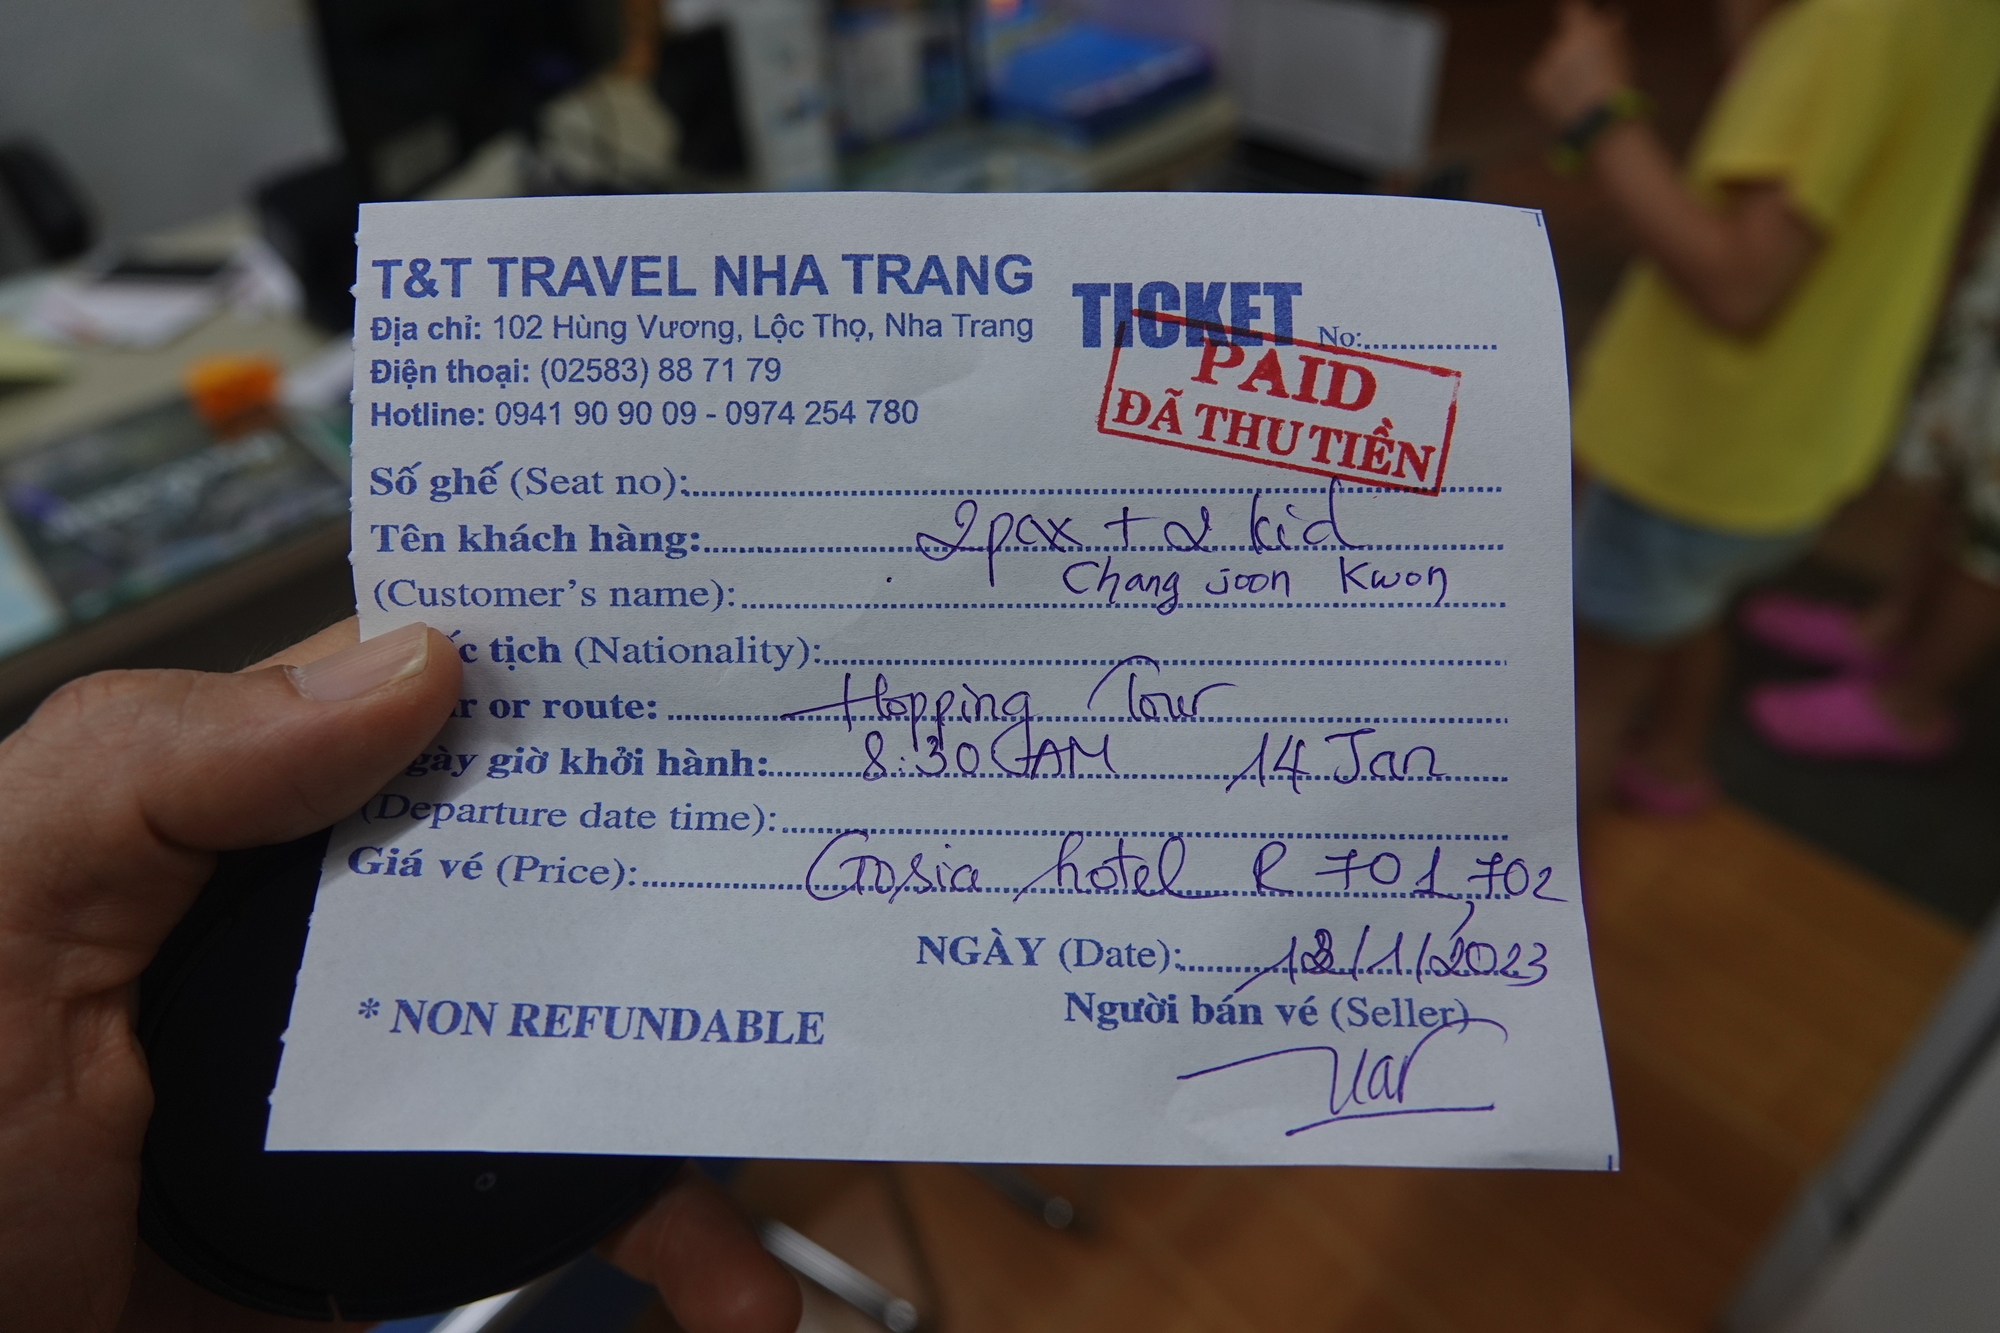 T&T TRAVEL NHA TRANG
Địa chỉ: 102 Hùng Vương, Lộc Thọ, Nha Trang
Điện thoại: (02583) 88 71 79
Hotline: 0941 90 90 09 - 0974 254 780
TICKET No:
PAID
ĐÃ THU TIỀN
Số ghế (Seat no):
Tên khách hàng: 2pax + 2 kid
(Customer's name): Chang joon Kwon
tịch (Nationality):
or route: Hopping Tour
giờ khởi hành: 8:30 AM 14 Jan
(Departure date time):
Giá vé (Price): Gosia hotel R 701, 702
NGÀY (Date): 12/1/2023
* NON REFUNDABLE
Người bán vé (Seller)